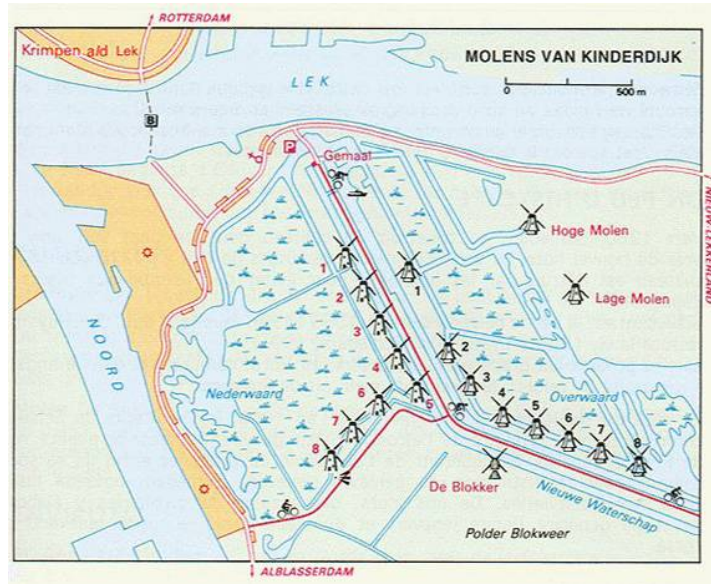 ROTTERDAM
Krimpen a/d Lek
MOLENS VAN KINDERDIJK
0 500 m
LEK
B
P
Gemaal
NIEUW-LEKKERLAND
Hoge Molen
Lage Molen
1
1
2
3
4
2
3
NOORD
Nederwaard
6
5
4
5
6
7
8
Overwaard
7
8
De Blokker
Nieuwe Waterschap
Polder Blokweer
ALBLASSERDAM